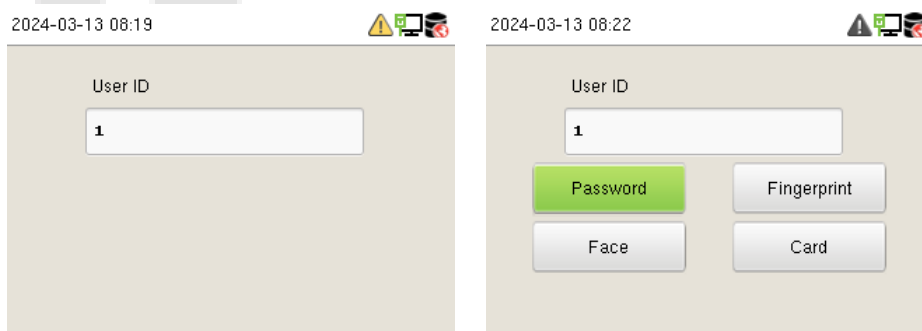 2024-03-13 08:19
User ID
1
2024-03-13 08:22
User ID
1
Password
Fingerprint
Face
Card